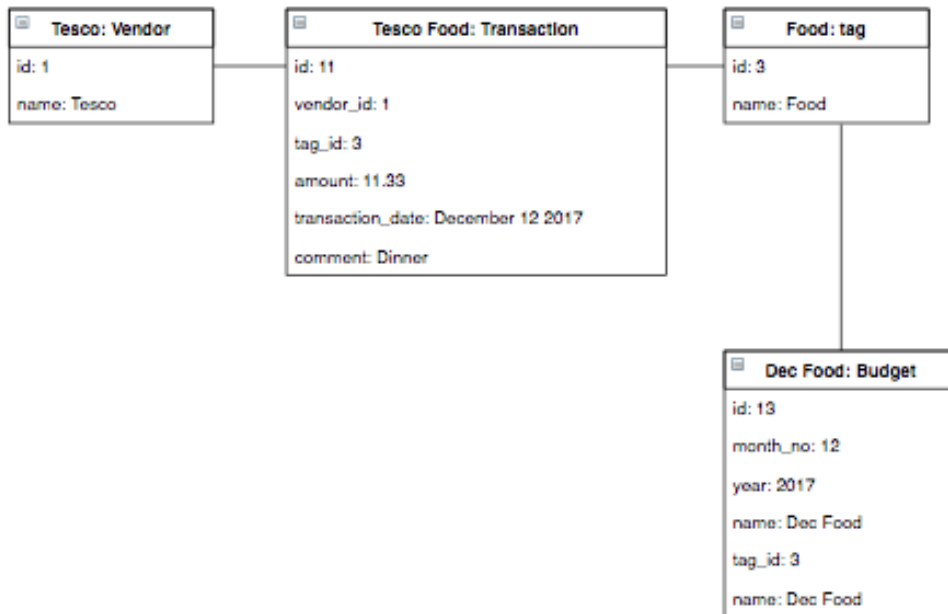 Tesco: Vendor
id: 1
name: Tesco
Tesco Food: Transaction
id: 11
vendor_id: 1
tag_id: 3
amount: 11.33
transaction_date: December 12 2017
comment: Dinner
Food: tag
id: 3
name: Food
Dec Food: Budget
id: 13
month_no: 12
year: 2017
name: Dec Food
tag_id: 3
name: Dec Food